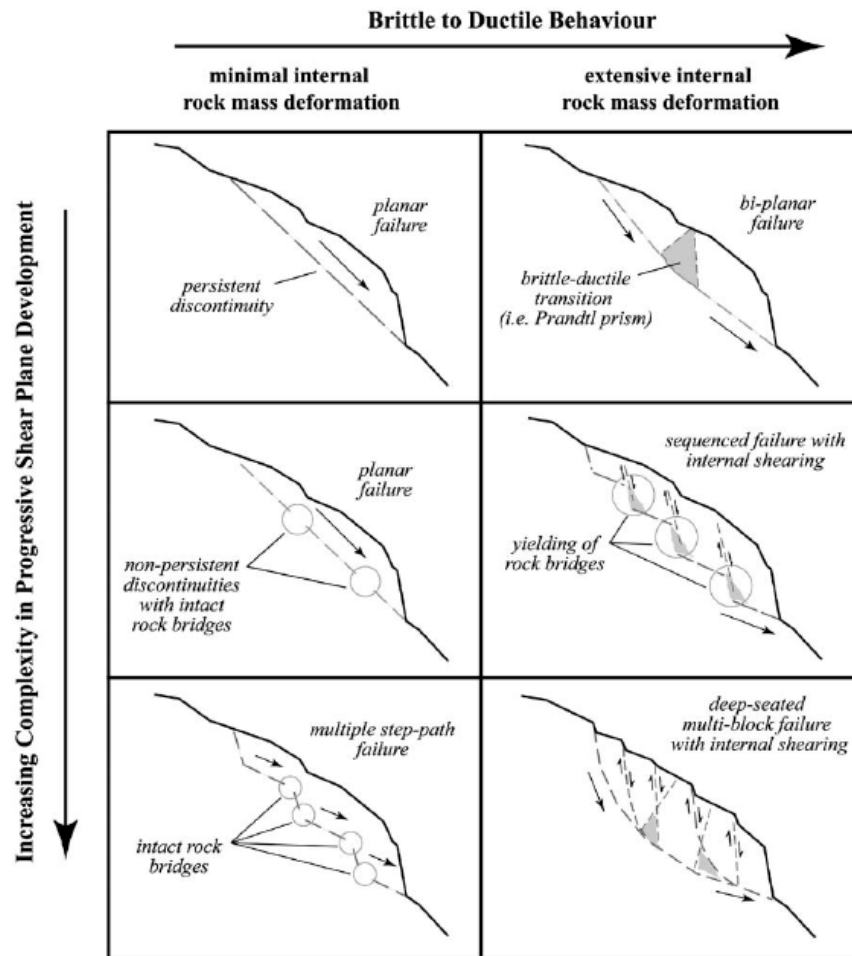 Brittle to Ductile Behaviour
minimal internal
rock mass deformation
extensive internal
rock mass deformation
Increasing Complexity in Progressive Shear Plane Development
planar
failure
persistent
discontinuity
bi-planar
failure
brittle-ductile
transition
(i.e. Prandtl prism)
planar
failure
non-persistent
discontinuities
with intact
rock bridges
sequenced failure with
internal shearing
yielding of
rock bridges
multiple step-path
failure
intact rock
bridges
deep-seated
multi-block failure
with internal shearing